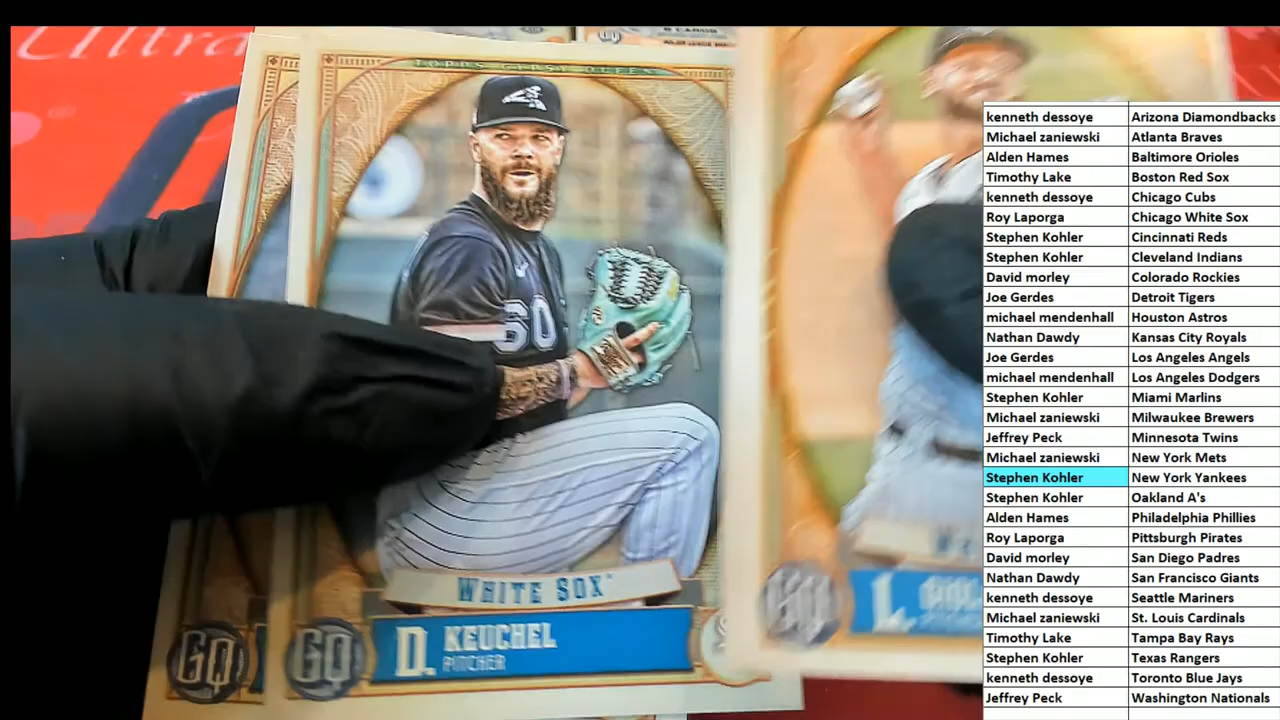 Ultra
TOPPS GYPSY QUEEN
60
WHITE SOX
D. KEUCHEL
PITCHER
GQ
GQ
L.
kenneth dessoye Arizona Diamondbacks
Michael zaniewski Atlanta Braves
Alden Hames Baltimore Orioles
Timothy Lake Boston Red Sox
kenneth dessoye Chicago Cubs
Roy Laporga Chicago White Sox
Stephen Kohler Cincinnati Reds
Stephen Kohler Cleveland Indians
David morley Colorado Rockies
Joe Gerdes Detroit Tigers
michael mendenhall Houston Astros
Nathan Dawdy Kansas City Royals
Joe Gerdes Los Angeles Angels
michael mendenhall Los Angeles Dodgers
Stephen Kohler Miami Marlins
Michael zaniewski Milwaukee Brewers
Jeffrey Peck Minnesota Twins
Michael zaniewski New York Mets
Stephen Kohler New York Yankees
Stephen Kohler Oakland A's
Alden Hames Philadelphia Phillies
Roy Laporga Pittsburgh Pirates
David morley San Diego Padres
Nathan Dawdy San Francisco Giants
kenneth dessoye Seattle Mariners
Michael zaniewski St. Louis Cardinals
Timothy Lake Tampa Bay Rays
Stephen Kohler Texas Rangers
kenneth dessoye Toronto Blue Jays
Jeffrey Peck Washington Nationals